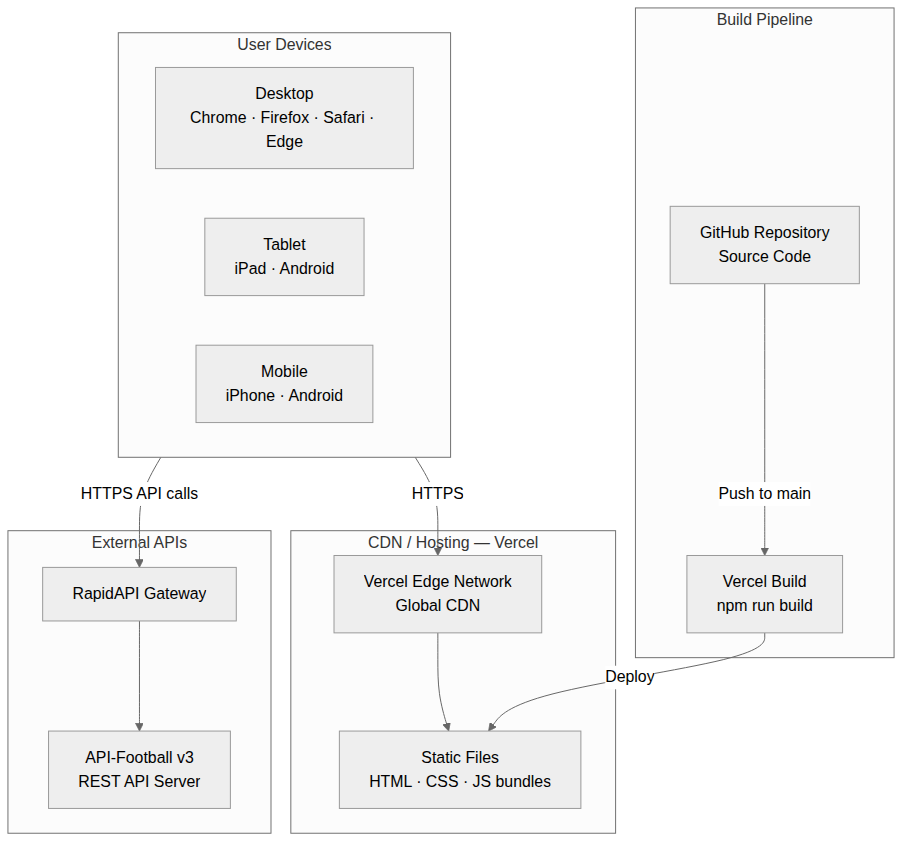 User Devices
Desktop
Chrome · Firefox · Safari ·
Edge
Tablet
iPad · Android
Mobile
iPhone · Android
Build Pipeline
GitHub Repository
Source Code
Push to main
Vercel Build
npm run build
HTTPS API calls
HTTPS
External APIs
RapidAPI Gateway
API-Football v3
REST API Server
CDN / Hosting — Vercel
Vercel Edge Network
Global CDN
Deploy
Static Files
HTML · CSS · JS bundles